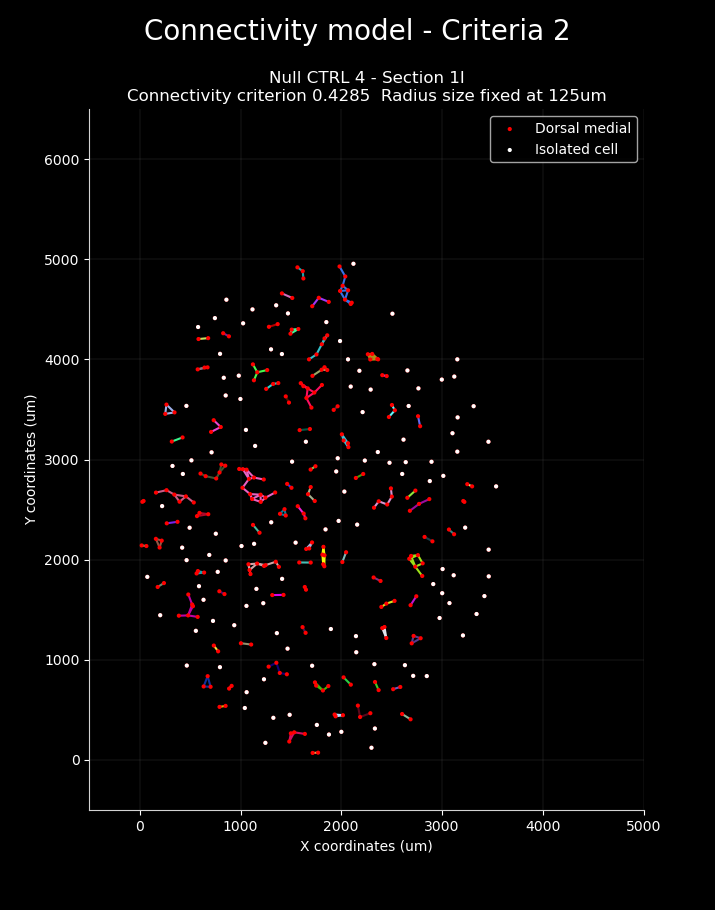 Connectivity model - Criteria 2
Null CTRL 4 - Section 1l
Connectivity criterion 0.4285  Radius size fixed at 125um
Dorsal medial
Isolated cell
6000
5000
4000
3000
2000
1000
0
Y coordinates (um)
0 1000 2000 3000 4000 5000
X coordinates (um)